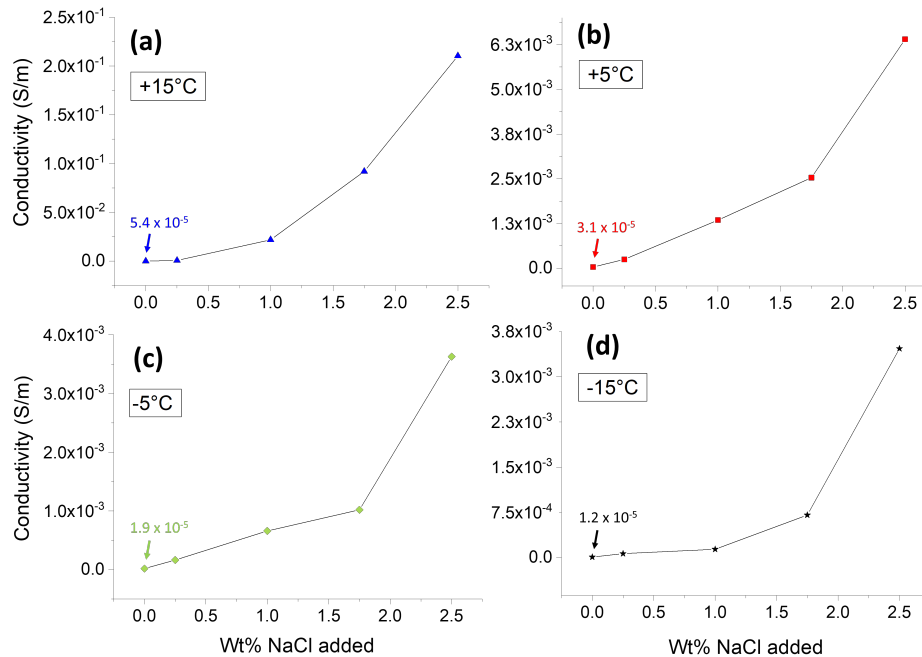 (a)
+15°C
Conductivity (S/m)
2.5x10⁻¹
2.0x10⁻¹
1.5x10⁻¹
1.0x10⁻¹
5.0x10⁻²
0.0
5.4 x 10⁻⁵
0.0 0.5 1.0 1.5 2.0 2.5
(b)
+5°C
6.3x10⁻³
5.0x10⁻³
3.8x10⁻³
2.5x10⁻³
1.3x10⁻³
0.0
3.1 x 10⁻⁵
0.0 0.5 1.0 1.5 2.0 2.5
(c)
-5°C
Conductivity (S/m)
4.0x10⁻³
3.0x10⁻³
2.0x10⁻³
1.0x10⁻³
0.0
1.9 x 10⁻⁵
0.0 0.5 1.0 1.5 2.0 2.5
Wt% NaCl added
(d)
-15°C
3.8x10⁻³
3.0x10⁻³
2.3x10⁻³
1.5x10⁻³
7.5x10⁻⁴
0.0
1.2 x 10⁻⁵
0.0 0.5 1.0 1.5 2.0 2.5
Wt% NaCl added